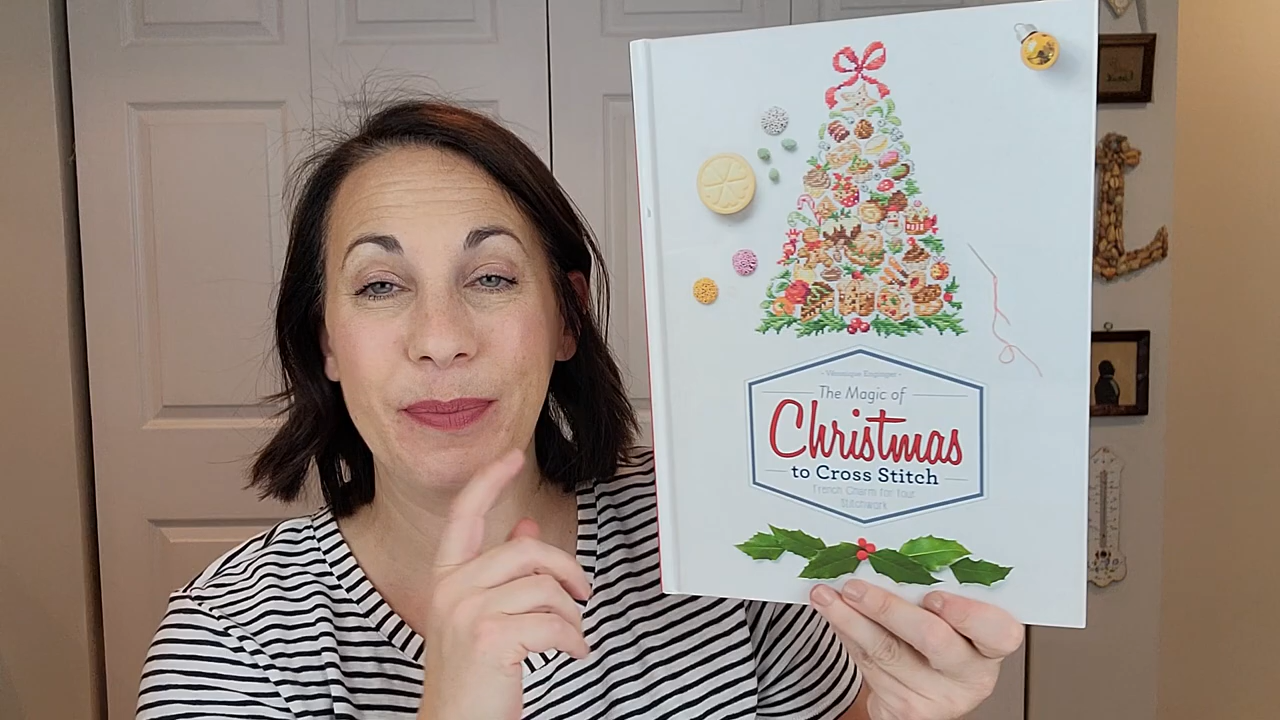 - Véronique Enginger -
The Magic of
Christmas
to Cross Stitch
French Charm for Your
Stitchwork